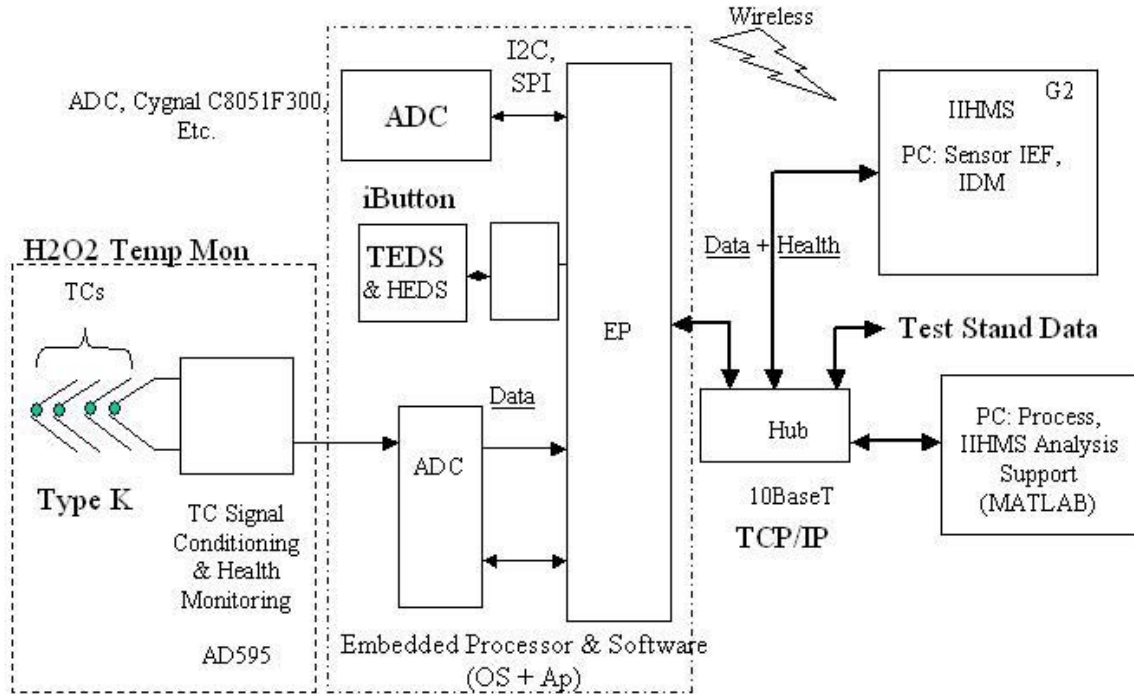 Wireless
I2C,
SPI
ADC, Cygnal C8051F300,
Etc.
ADC
iButton
TEDS
& HEDS
H2O2 Temp Mon
TCs
Type K
TC Signal
Conditioning
& Health
Monitoring
AD595
ADC
Data
EP
Embedded Processor & Software
(OS + Ap)
G2
IIHMS
PC: Sensor IEF,
IDM
Data + Health
Test Stand Data
Hub
10BaseT
TCP/IP
PC: Process,
IIHMS Analysis
Support
(MATLAB)